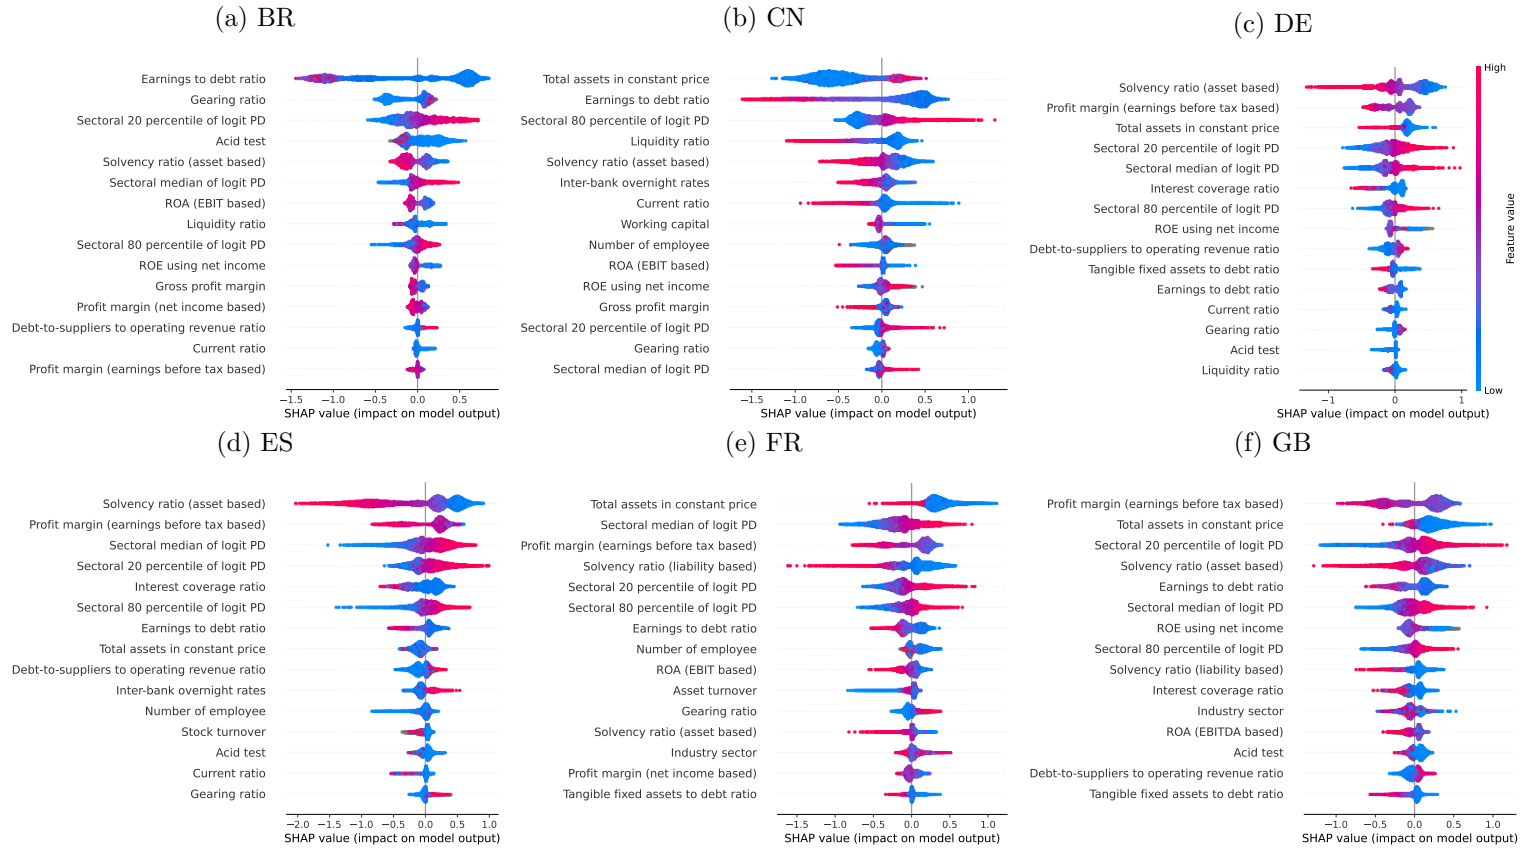 (a) BR
Earnings to debt ratio
Gearing ratio
Sectoral 20 percentile of logit PD
Acid test
Solvency ratio (asset based)
Sectoral median of logit PD
ROA (EBIT based)
Liquidity ratio
Sectoral 80 percentile of logit PD
ROE using net income
Gross profit margin
Profit margin (net income based)
Debt-to-suppliers to operating revenue ratio
Current ratio
Profit margin (earnings before tax based)
−1.5 −1.0 −0.5 0.0 0.5
SHAP value (impact on model output)
(b) CN
Total assets in constant price
Earnings to debt ratio
Sectoral 80 percentile of logit PD
Liquidity ratio
Solvency ratio (asset based)
Inter-bank overnight rates
Current ratio
Working capital
Number of employee
ROA (EBIT based)
ROE using net income
Gross profit margin
Sectoral 20 percentile of logit PD
Gearing ratio
Sectoral median of logit PD
−1.5 −1.0 −0.5 0.0 0.5 1.0
SHAP value (impact on model output)
(c) DE
Solvency ratio (asset based)
Profit margin (earnings before tax based)
Total assets in constant price
Sectoral 20 percentile of logit PD
Sectoral median of logit PD
Interest coverage ratio
Sectoral 80 percentile of logit PD
ROE using net income
Debt-to-suppliers to operating revenue ratio
Tangible fixed assets to debt ratio
Earnings to debt ratio
Current ratio
Gearing ratio
Acid test
Liquidity ratio
−1 0 1
SHAP value (impact on model output)
High
Feature value
Low
(d) ES
Solvency ratio (asset based)
Profit margin (earnings before tax based)
Sectoral median of logit PD
Sectoral 20 percentile of logit PD
Interest coverage ratio
Sectoral 80 percentile of logit PD
Earnings to debt ratio
Total assets in constant price
Debt-to-suppliers to operating revenue ratio
Inter-bank overnight rates
Number of employee
Stock turnover
Acid test
Current ratio
Gearing ratio
−2.0 −1.5 −1.0 −0.5 0.0 0.5 1.0
SHAP value (impact on model output)
(e) FR
Total assets in constant price
Sectoral median of logit PD
Profit margin (earnings before tax based)
Solvency ratio (liability based)
Sectoral 20 percentile of logit PD
Sectoral 80 percentile of logit PD
Earnings to debt ratio
Number of employee
ROA (EBIT based)
Asset turnover
Gearing ratio
Solvency ratio (asset based)
Industry sector
Profit margin (net income based)
Tangible fixed assets to debt ratio
−1.5 −1.0 −0.5 0.0 0.5 1.0
SHAP value (impact on model output)
(f) GB
Profit margin (earnings before tax based)
Total assets in constant price
Sectoral 20 percentile of logit PD
Solvency ratio (asset based)
Earnings to debt ratio
Sectoral median of logit PD
ROE using net income
Sectoral 80 percentile of logit PD
Solvency ratio (liability based)
Interest coverage ratio
Industry sector
ROA (EBITDA based)
Acid test
Debt-to-suppliers to operating revenue ratio
Tangible fixed assets to debt ratio
−1.0 −0.5 0.0 0.5 1.0
SHAP value (impact on model output)